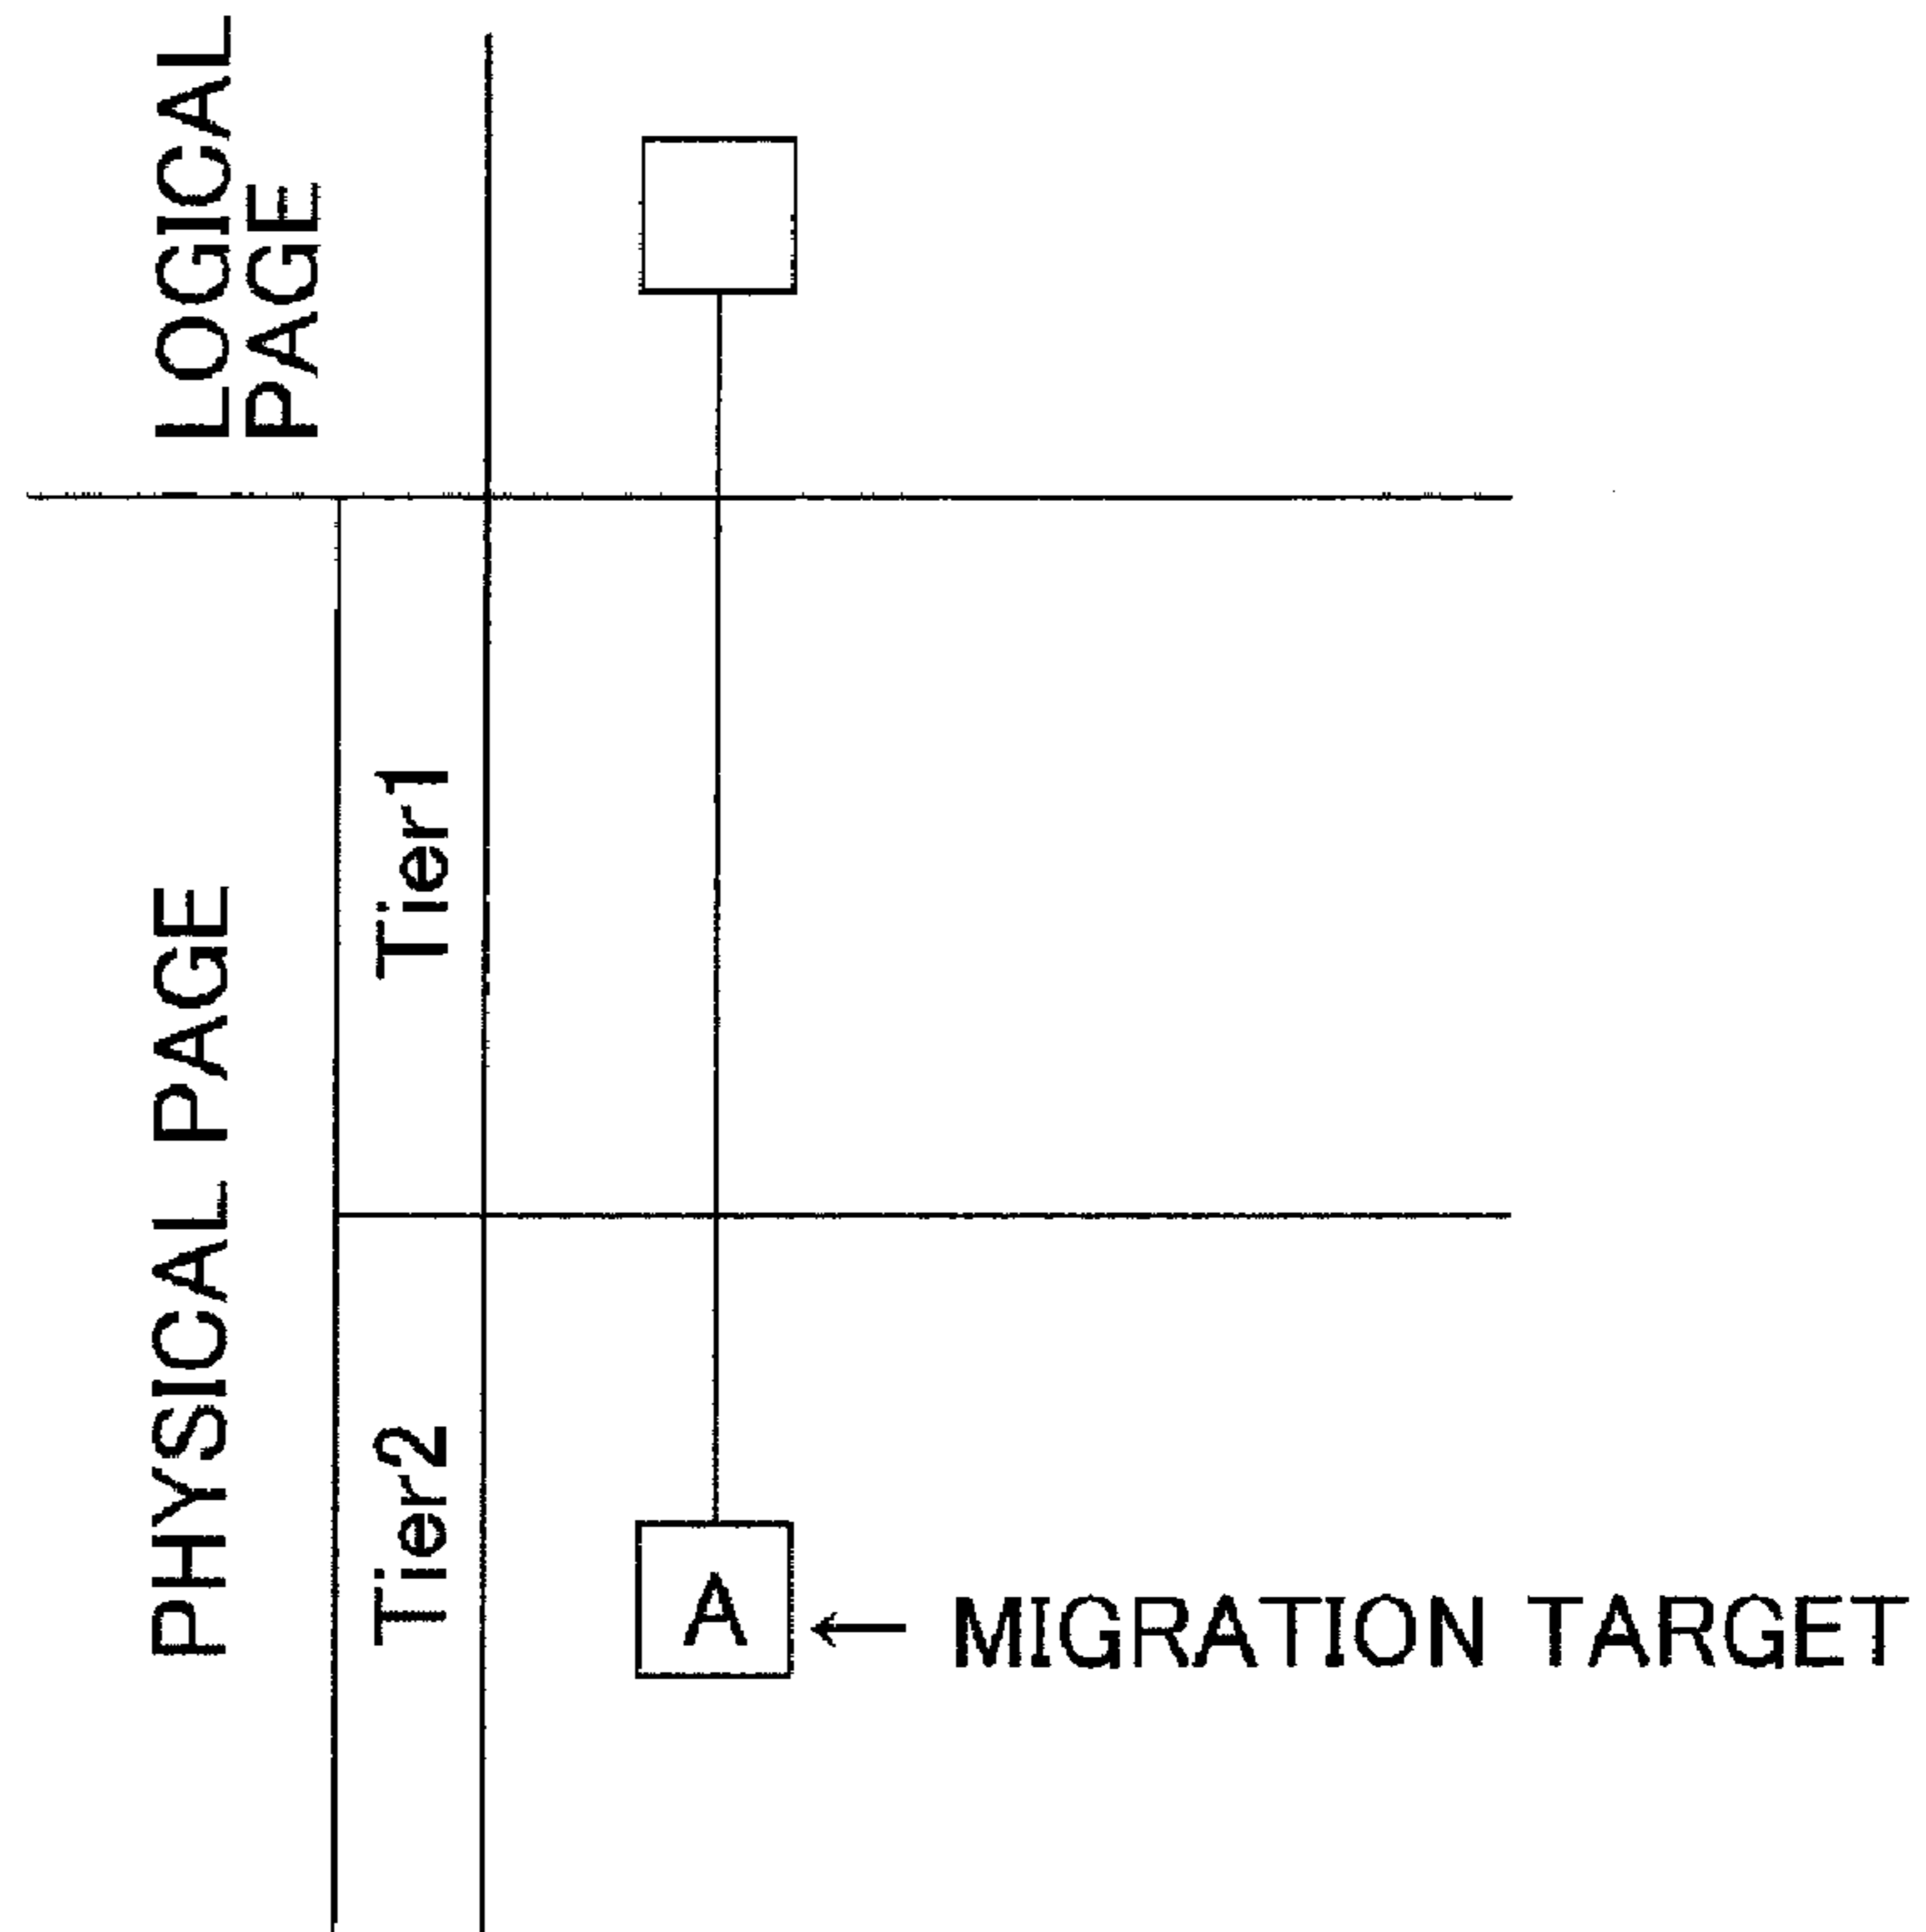 LOGICAL
PAGE
PHYSICAL PAGE
Tier1
Tier2
A
← MIGRATION TARGET